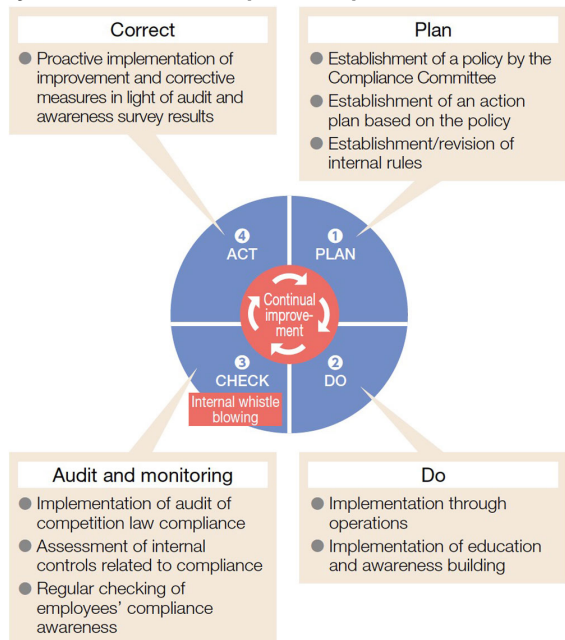 Correct
● Proactive implementation of
improvement and corrective
measures in light of audit and
awareness survey results
Plan
● Establishment of a policy by the
Compliance Committee
● Establishment of an action
plan based on the policy
● Establishment/revision of
internal rules
❹
ACT
❶
PLAN
Continual
improve-
ment
❸
CHECK
Internal whistle
blowing
❷
DO
Audit and monitoring
● Implementation of audit of
competition law compliance
● Assessment of internal
controls related to compliance
● Regular checking of
employees’ compliance
awareness
Do
● Implementation through
operations
● Implementation of education
and awareness building